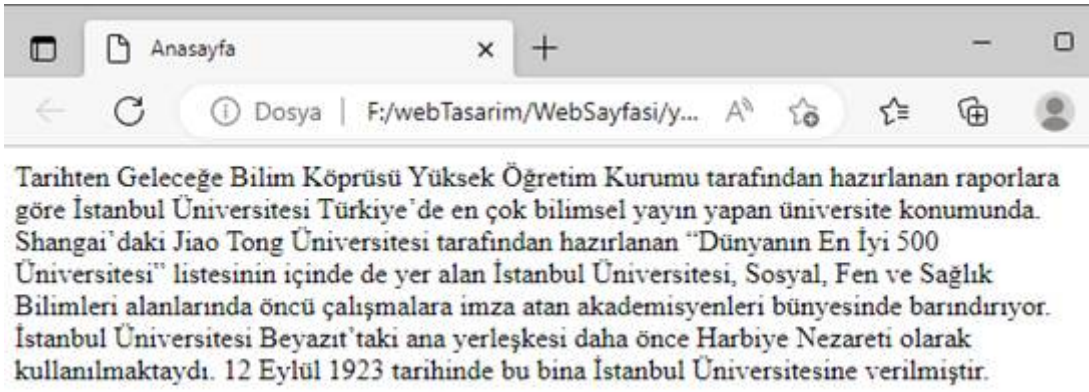 Anasayfa
Dosya | F:/webTasarim/WebSayfasi/y...
Tarihten Geleceğe Bilim Köprüsü Yüksek Öğretim Kurumu tarafından hazırlanan raporlara
göre İstanbul Üniversitesi Türkiye`de en çok bilimsel yayın yapan üniversite konumunda.
Shangai`daki Jiao Tong Üniversitesi tarafından hazırlanan “Dünyanın En İyi 500
Üniversitesi” listesinin içinde de yer alan İstanbul Üniversitesi, Sosyal, Fen ve Sağlık
Bilimleri alanlarında öncü çalışmalara imza atan akademisyenleri bünyesinde barındırıyor.
İstanbul Üniversitesi Beyazıt`taki ana yerleşkesi daha önce Harbiye Nezareti olarak
kullanılmaktaydı. 12 Eylül 1923 tarihinde bu bina İstanbul Üniversitesine verilmiştir.